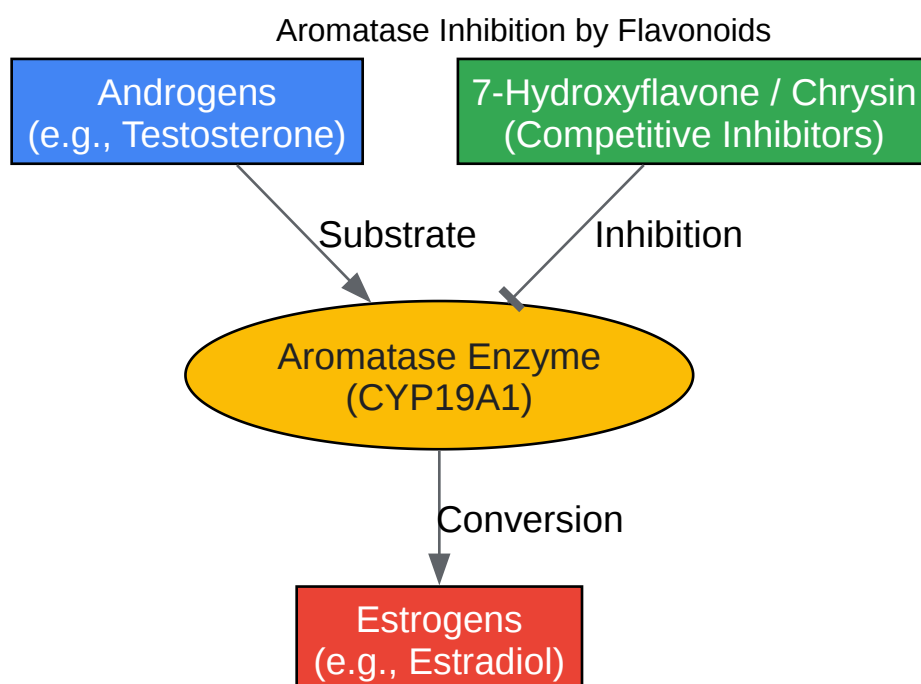 Aromatase Inhibition by Flavonoids
Androgens
(e.g., Testosterone)
7-Hydroxyflavone / Chrysin
(Competitive Inhibitors)
Substrate
Inhibition
Aromatase Enzyme
(CYP19A1)
Conversion
Estrogens
(e.g., Estradiol)